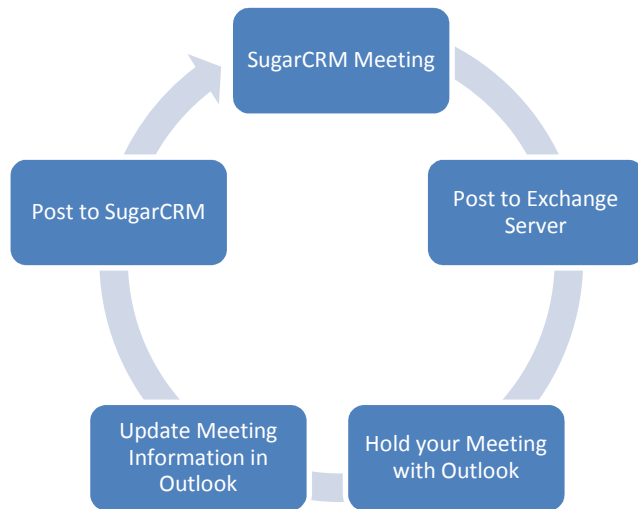 SugarCRM Meeting
Post to Exchange
Server
Hold your Meeting
with Outlook
Update Meeting
Information in
Outlook
Post to SugarCRM